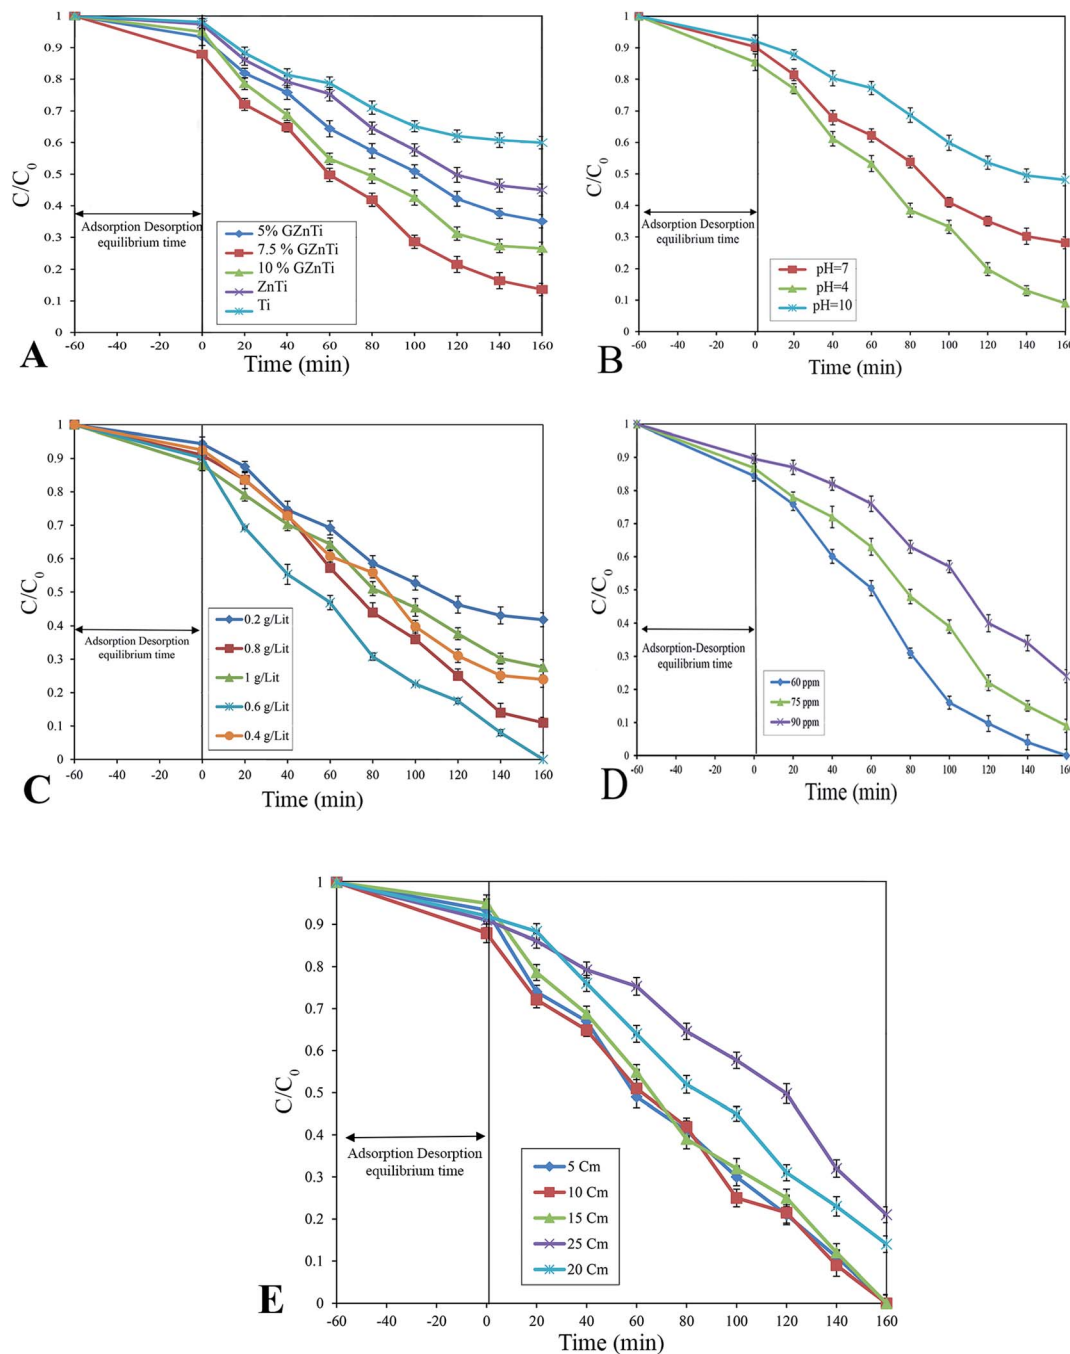 1
0.9
0.8
0.7
0.6
0.5
0.4
0.3
0.2
0.1
0
C/C0
Adsorption Desorption
equilibrium time
5% GZnTi
7.5 % GZnTi
10 % GZnTi
ZnTi
Ti
-60 -40 -20 0 20 40 60 80 100 120 140 160
Time (min)
A
1
0.9
0.8
0.7
0.6
0.5
0.4
0.3
0.2
0.1
0
C/C0
Adsorption Desorption
equilibrium time
pH=7
pH=4
pH=10
-60 -40 -20 0 20 40 60 80 100 120 140 160
Time (min)
B
1
0.9
0.8
0.7
0.6
0.5
0.4
0.3
0.2
0.1
0
C/C0
Adsorption Desorption
equilibrium time
0.2 g/Lit
0.8 g/Lit
1 g/Lit
0.6 g/Lit
0.4 g/Lit
-60 -40 -20 0 20 40 60 80 100 120 140 160
Time (min)
C
1
0.9
0.8
0.7
0.6
0.5
0.4
0.3
0.2
0.1
0
C/C0
Adsorption-Desorption
equilibrium time
60 ppm
75 ppm
90 ppm
-60 -40 -20 0 20 40 60 80 100 120 140 160
Time (min)
D
1
0.9
0.8
0.7
0.6
0.5
0.4
0.3
0.2
0.1
0
C/C0
Adsorption Desorption
equilibrium time
5 Cm
10 Cm
15 Cm
25 Cm
20 Cm
-60 -40 -20 0 20 40 60 80 100 120 140 160
Time (min)
E